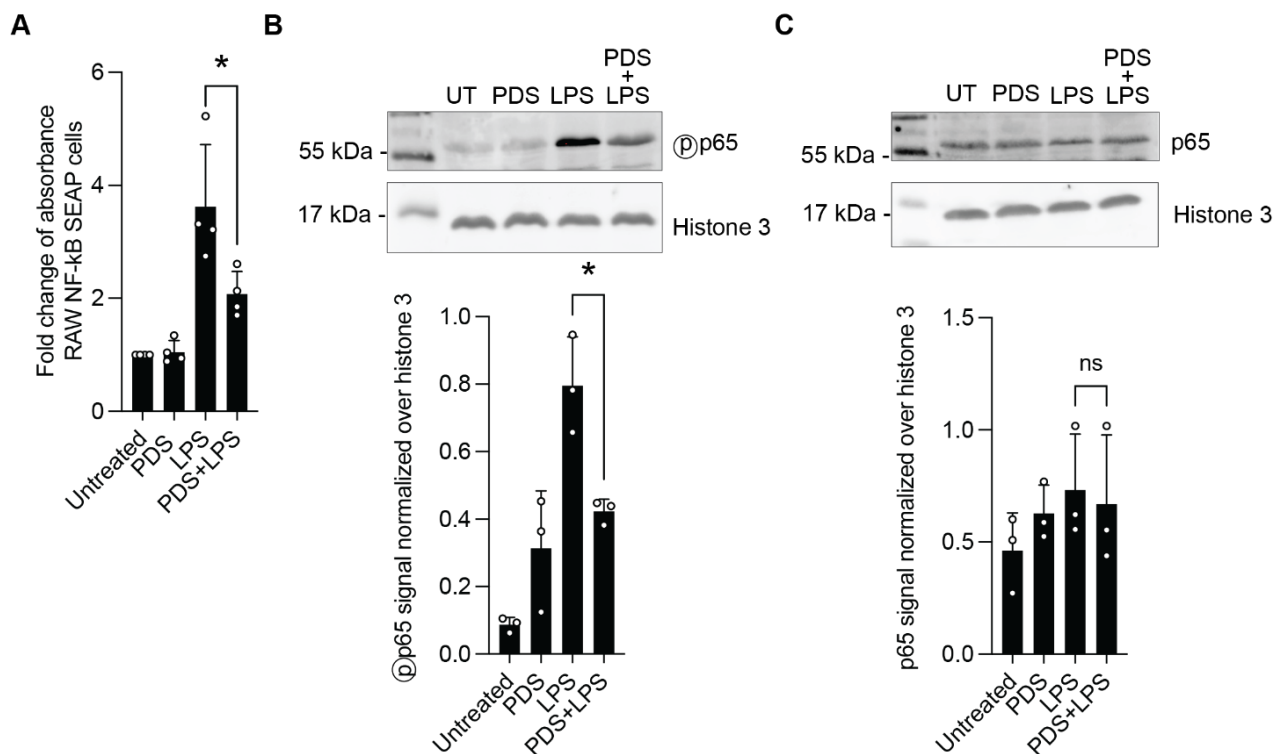 A
Fold change of absorbance
RAW NF-kB SEAP cells
6
4
2
0
*
Untreated
PDS
LPS
PDS+LPS
B
UT
PDS
LPS
PDS
+
LPS
55 kDa -
ⓟp65
17 kDa -
Histone 3
ⓟp65 signal normalized over histone 3
1.0
0.8
0.6
0.4
0.2
0.0
*
Untreated
PDS
LPS
PDS+LPS
C
UT
PDS
LPS
PDS
+
LPS
55 kDa -
p65
17 kDa -
Histone 3
p65 signal normalized over histone 3
1.5
1.0
0.5
0.0
ns
Untreated
PDS
LPS
PDS+LPS